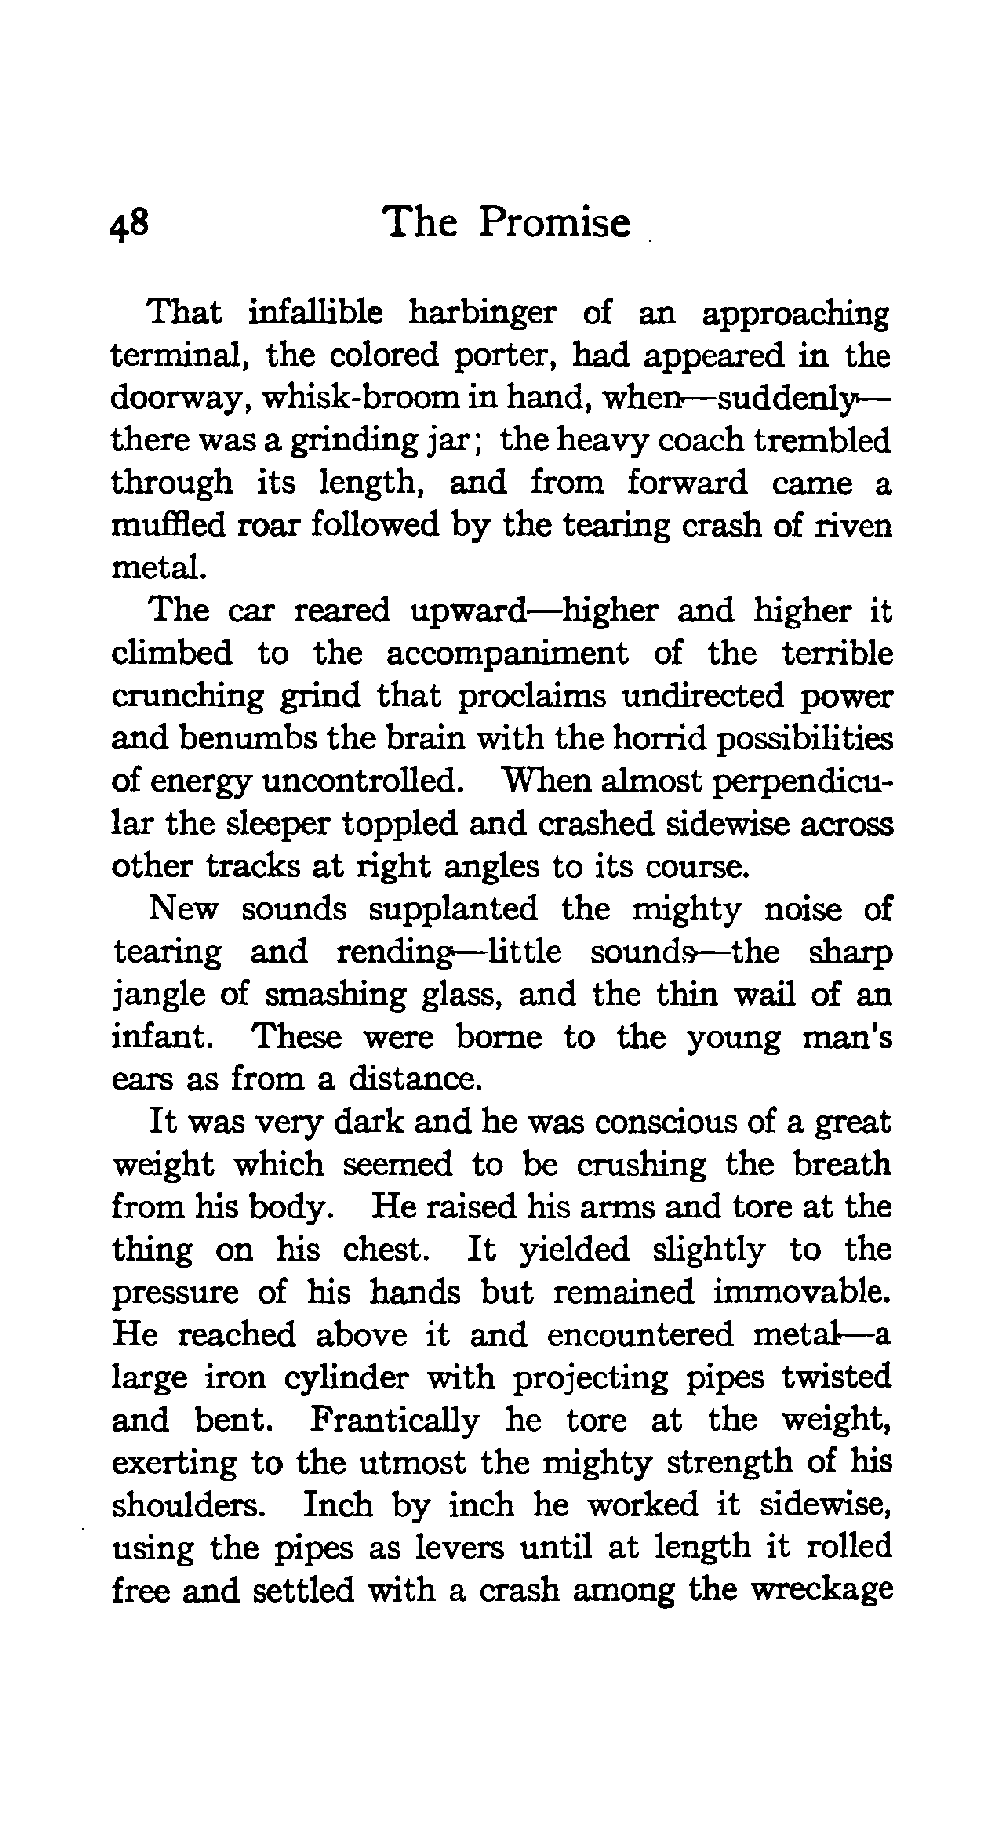 48 The Promise
That infallible harbinger of an approaching
terminal, the colored porter, had appeared in the
doorway, whisk-broom in hand, when—suddenly—
there was a grinding jar; the heavy coach trembled
through its length, and from forward came a
muffled roar followed by the tearing crash of riven
metal.
The car reared upward—higher and higher it
climbed to the accompaniment of the terrible
crunching grind that proclaims undirected power
and benumbs the brain with the horrid possibilities
of energy uncontrolled. When almost perpendicu-
lar the sleeper toppled and crashed sidewise across
other tracks at right angles to its course.
New sounds supplanted the mighty noise of
tearing and rending—little sounds—the sharp
jangle of smashing glass, and the thin wail of an
infant. These were borne to the young man's
ears as from a distance.
It was very dark and he was conscious of a great
weight which seemed to be crushing the breath
from his body. He raised his arms and tore at the
thing on his chest. It yielded slightly to the
pressure of his hands but remained immovable.
He reached above it and encountered metal—a
large iron cylinder with projecting pipes twisted
and bent. Frantically he tore at the weight,
exerting to the utmost the mighty strength of his
shoulders. Inch by inch he worked it sidewise,
using the pipes as levers until at length it rolled
free and settled with a crash among the wreckage